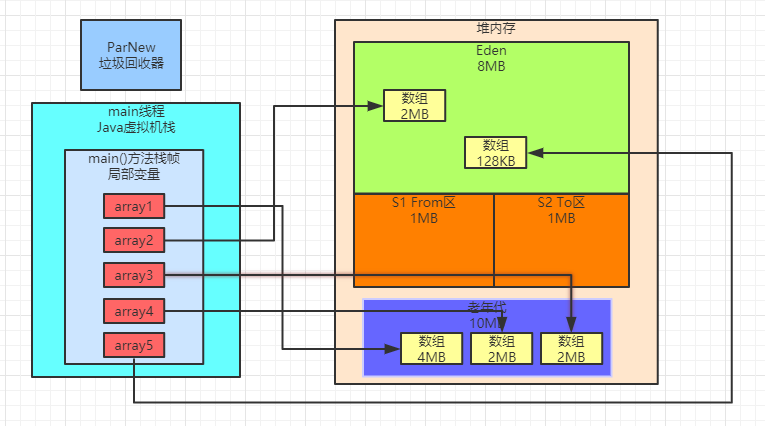 ParNew
垃圾回收器
main线程
Java虚拟机栈
main()方法栈帧
局部变量
array1
array2
array3
array4
array5
堆内存
Eden
8MB
数组
2MB
数组
128KB
S1 From区
1MB
S2 To区
1MB
老年代
10MB
数组
4MB
数组
2MB
数组
2MB